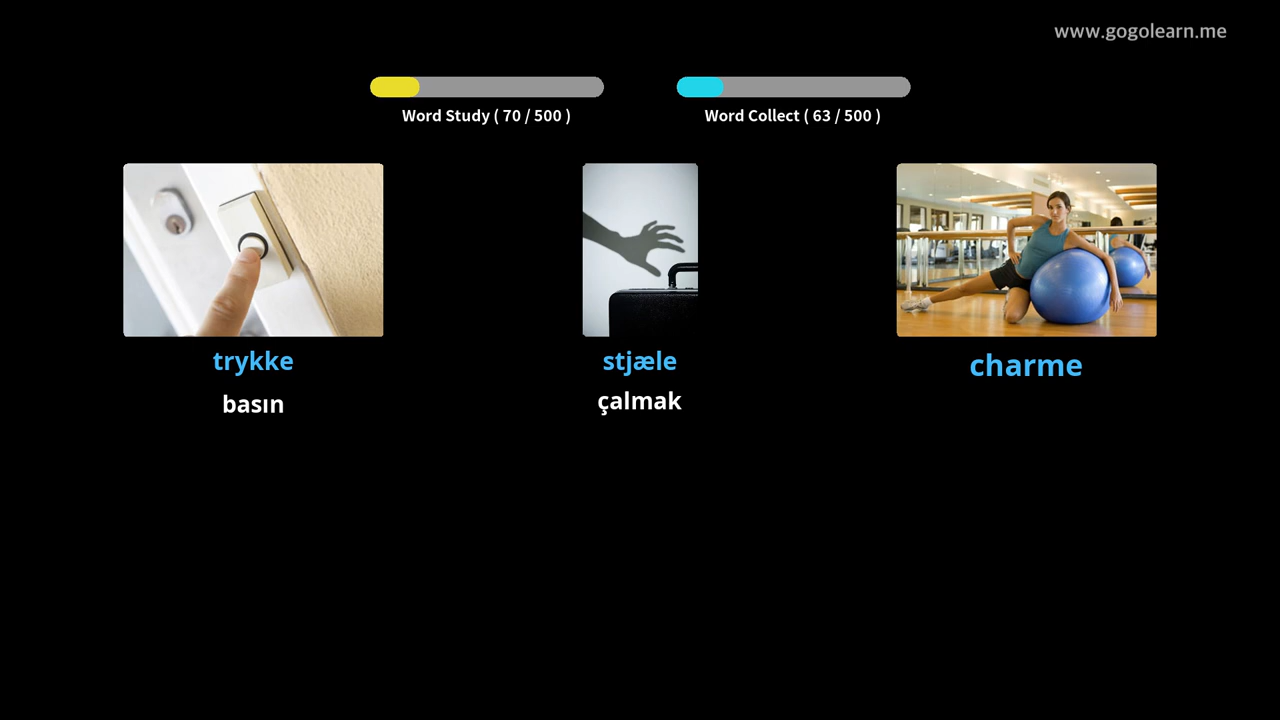 www.gogolearn.me
Word Study ( 70 / 500 )
Word Collect ( 63 / 500 )
trykke
basın
stjæle
çalmak
charme